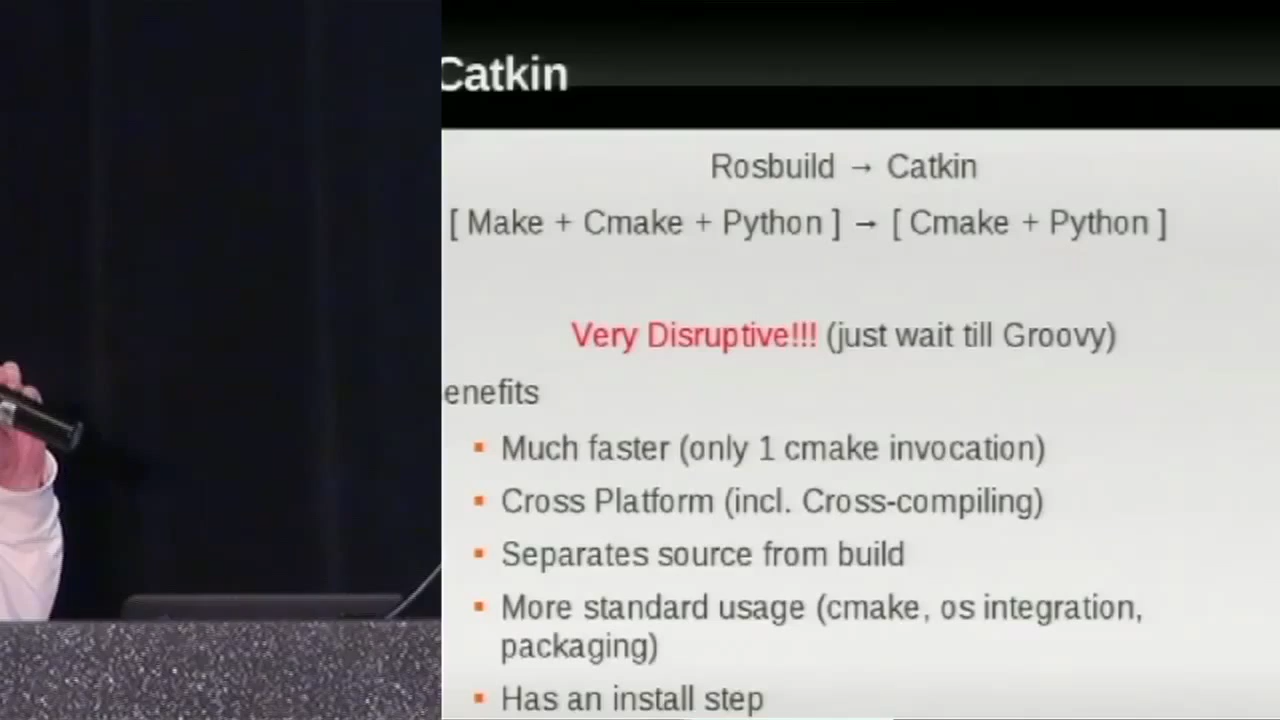 Catkin
Rosbuild → Catkin
[ Make + Cmake + Python ] → [ Cmake + Python ]
Very Disruptive!!! (just wait till Groovy)
enefits
▪ Much faster (only 1 cmake invocation)
▪ Cross Platform (incl. Cross-compiling)
▪ Separates source from build
▪ More standard usage (cmake, os integration,
packaging)
▪ Has an install step